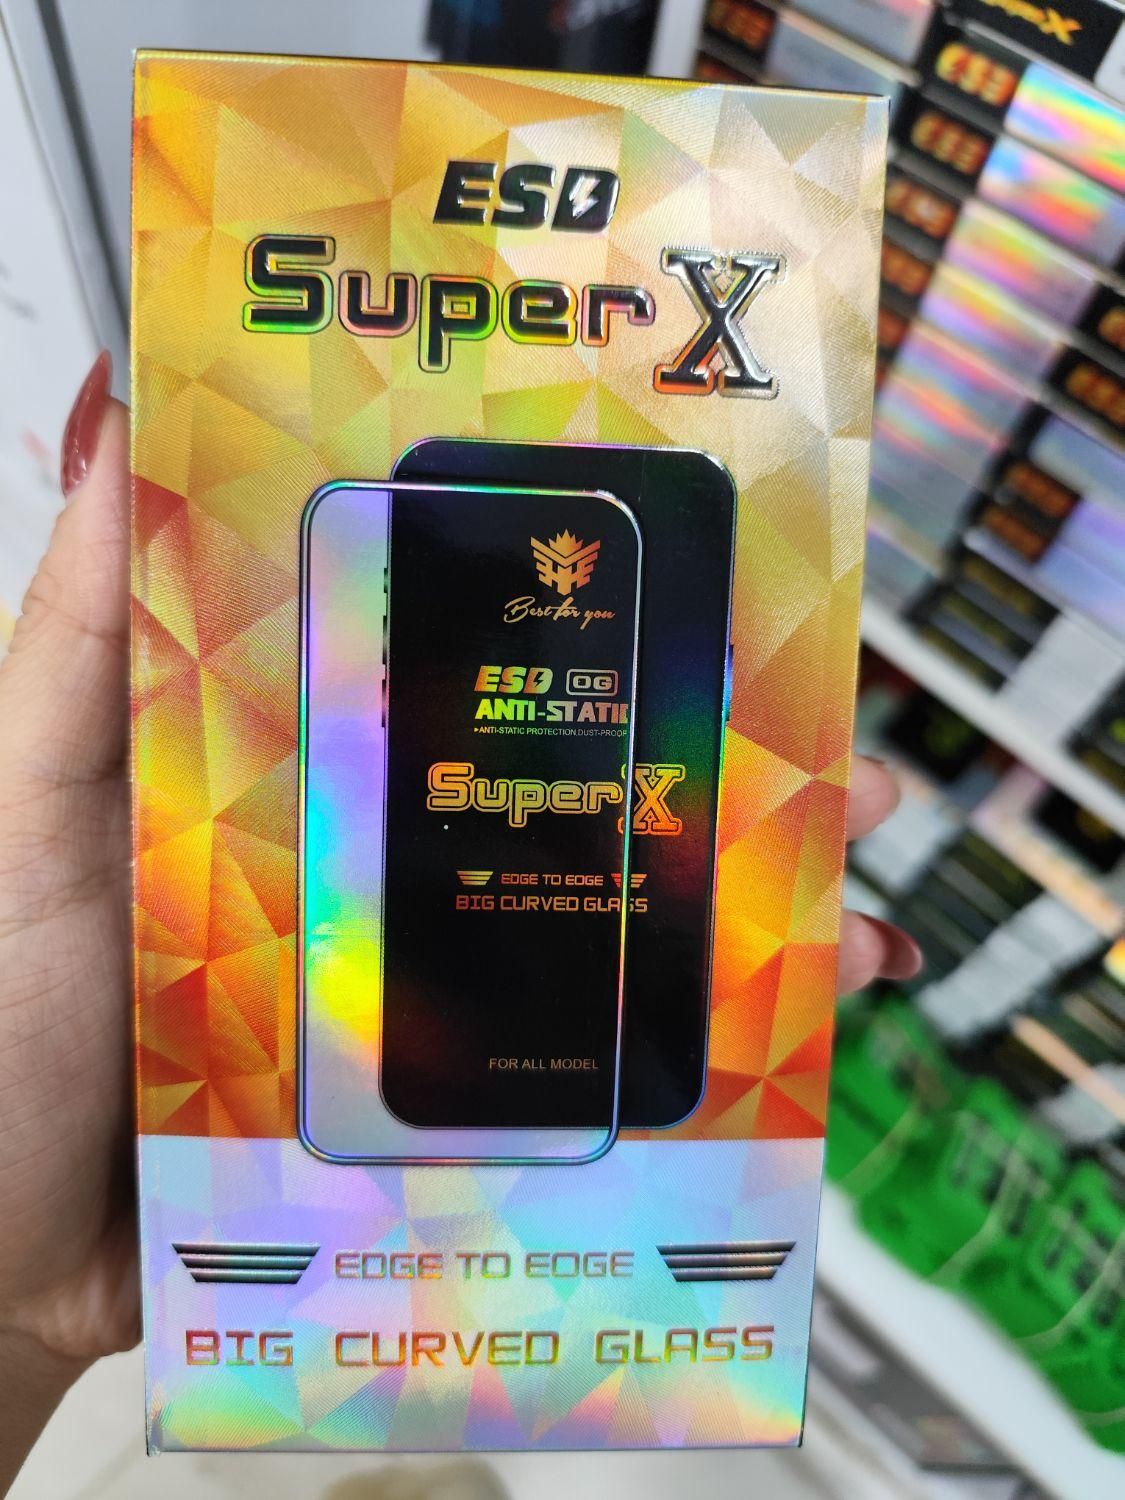 ESD
Super X
Best for you
ESD OG
ANTI-STATI
▸ANTI-STATIC PROTECTION,DUST-PROOF
Super X
EDGE TO EDGE
BIG CURVED GLASS
FOR ALL MODEL
EDGE TO EDGE
BIG CURVED GLASS